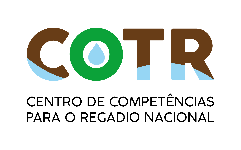 COTR
CENTRO DE COMPETÊNCIAS
PARA O REGADIO NACIONAL